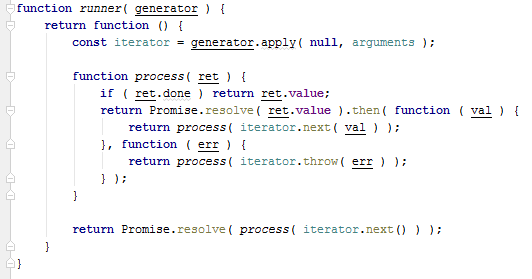 function runner( generator ) {
    return function () {
        const iterator = generator.apply( null, arguments );

        function process( ret ) {
            if ( ret.done ) return ret.value;
            return Promise.resolve( ret.value ).then( function ( val ) {
                return process( iterator.next( val ) );
            }, function ( err ) {
                return process( iterator.throw( err ) );
            } );
        }

        return Promise.resolve( process( iterator.next() ) );
    }
}